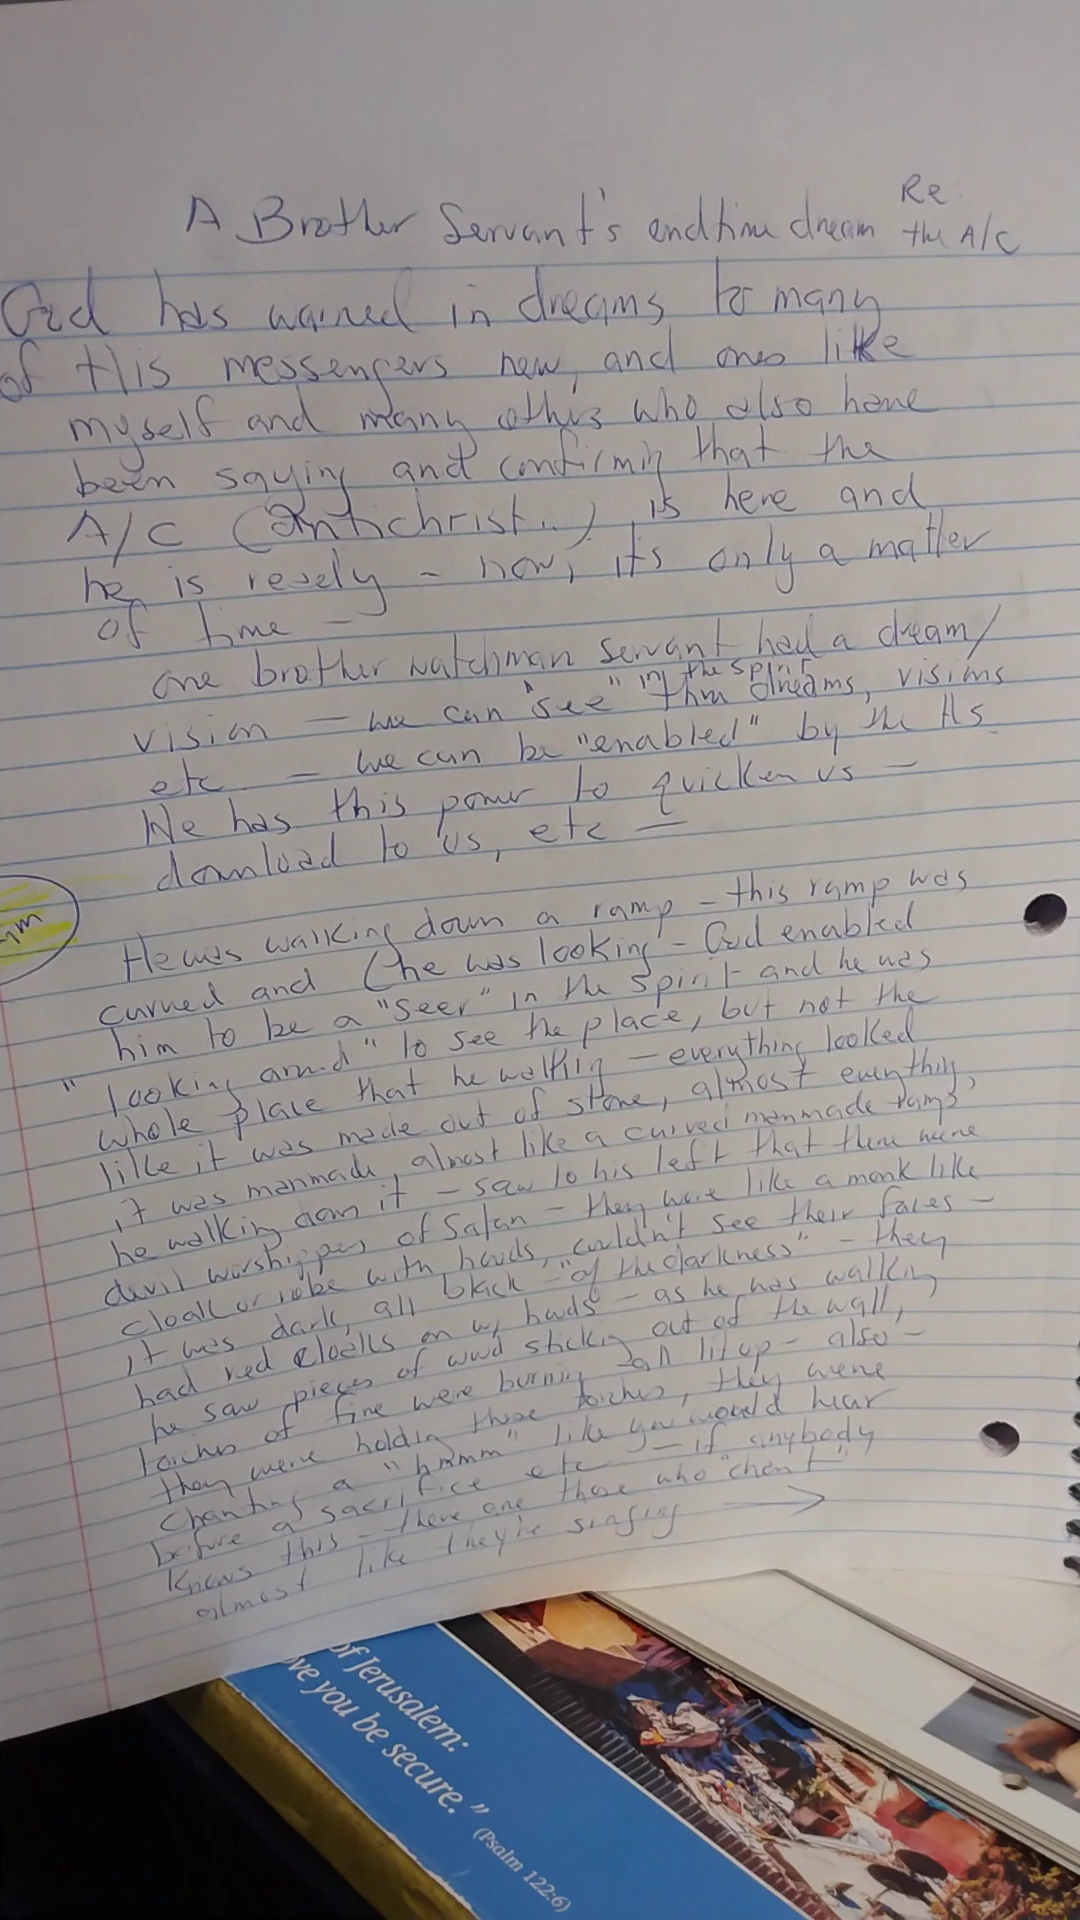 A Brother Servant's endtime dream Re:
the A/C
God has warned in dreams to many
of His messengers new, and ones like
myself and many others who also have
been saying and confirming that the
A/C (Antichrist..) is here and
he is ready - now, it's only a matter
of time -
one brother watchman servant had a dream/
vision - we can "see" in the spirit thru dreams, visions
etc - we can be "enabled" by the HS
He has this power to quicken us -
download to us, etc -
He was walking down a ramp - this ramp was
curved and (he was looking - God enabled
him to be a "seer" in the spirit and he was
"looking around" to see the place, but not the
whole place that he walking - everything looked
like it was made out of stone, almost everything,
it was manmade, almost like a curved manmade ramp
he walking down it - saw to his left that there were
devil worshippers of Satan - they were like a monk like
cloak or robe with hoods, couldn't see their faces -
it was dark, all black - "of the darkness" - they
had red cloaks on w/ hoods - as he was walking
he saw pieces of wood sticking out of the wall,
torches of fire were burning - all lit up - also -
they were holding these torches, they were
chanting a "hmmm" like you would hear
before a sacrifice etc - if anybody
knows this - there are those who "chant"
almost like they're singing →
of Jerusalem:
ve you be secure."
(Psalm 122:6)